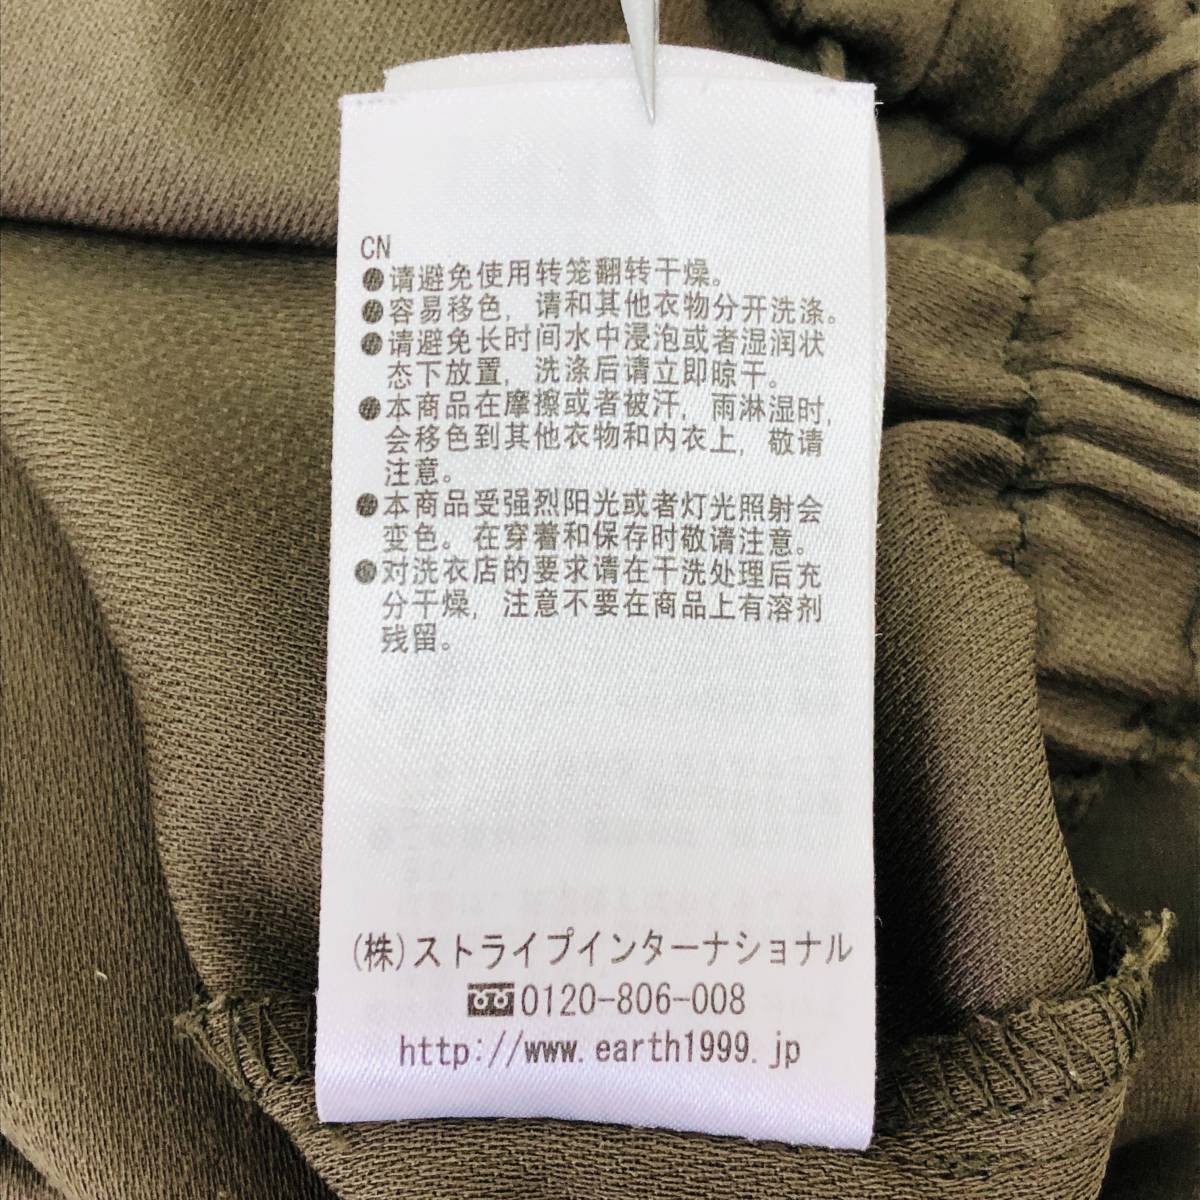 CN
●请避免使用转笼翻转干燥。
●容易移色，请和其他衣物分开洗涤。
●请避免长时间水中浸泡或者湿润状
态下放置，洗涤后请立即晾干。
●本商品在摩擦或者被汗，雨淋湿时，
会移色到其他衣物和内衣上，敬请
注意。
●本商品受强烈阳光或者灯光照射会
变色。在穿着和保存时敬请注意。
●对洗衣店的要求请在干洗处理后充
分干燥，注意不要在商品上有溶剂
残留。
(株)ストライプインターナショナル
0120-806-008
http://www.earth1999.jp